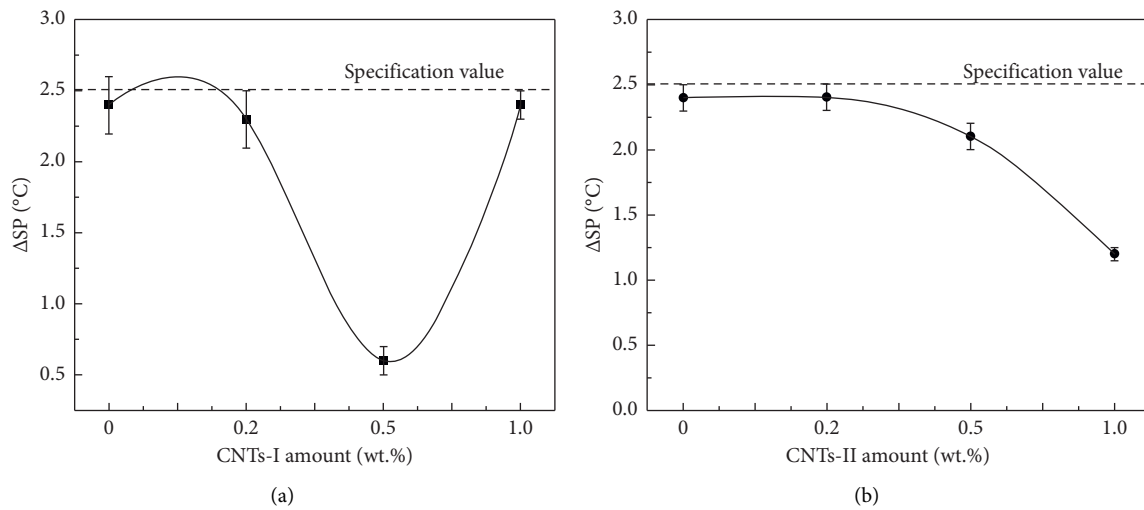 3.0
2.5
2.0
1.5
1.0
0.5
ΔSP (°C)
Specification value
0
0.2
0.5
1.0
CNTs-I amount (wt.%)
(a)
3.0
2.5
2.0
1.5
1.0
0.5
0.0
ΔSP (°C)
Specification value
0
0.2
0.5
1.0
CNTs-II amount (wt.%)
(b)